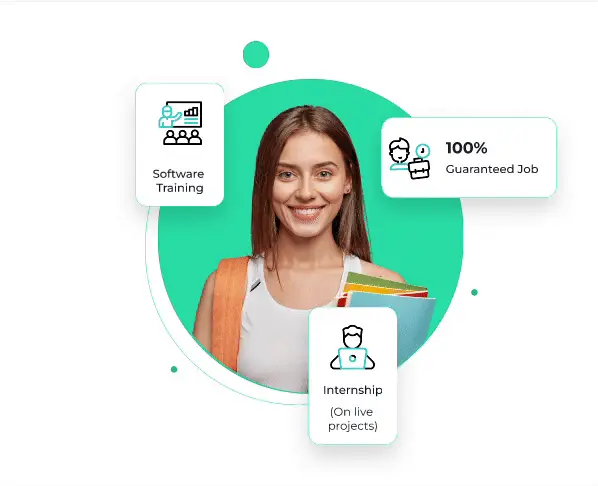 Software
Training
100%
Guaranteed Job
Internship
(On live
projects)